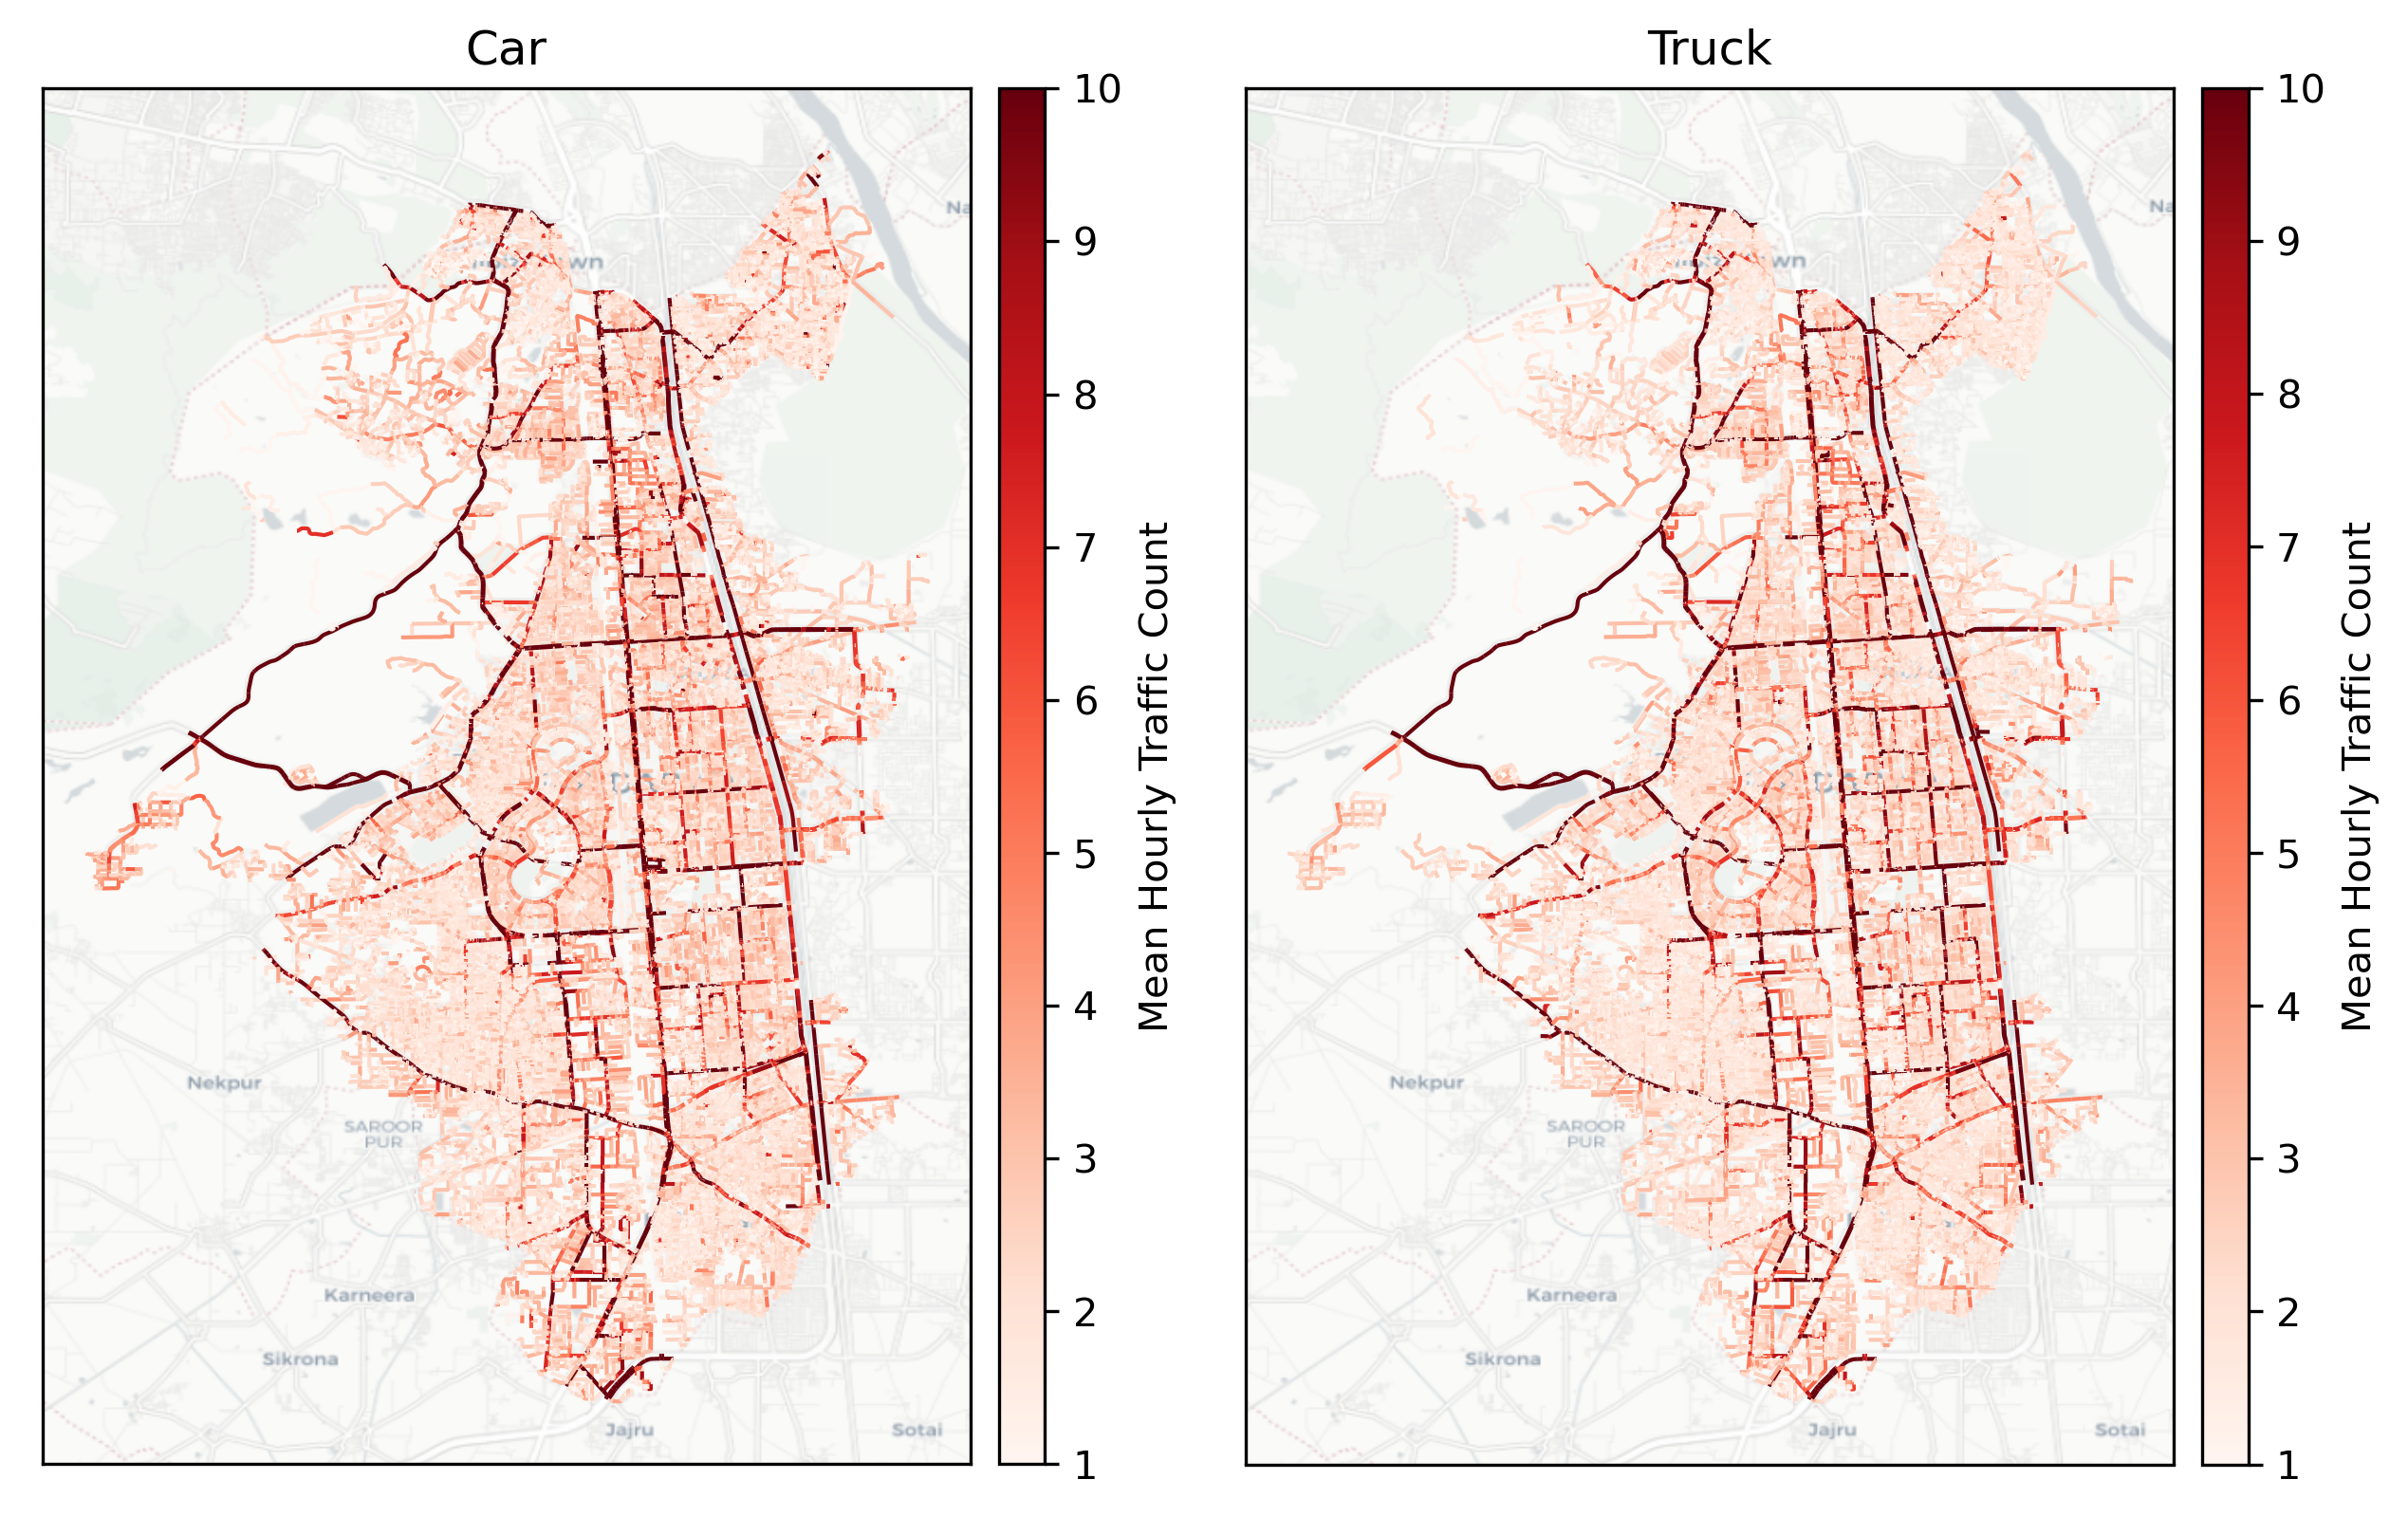 Car
Truck
10
9
8
7
6
5
4
3
2
1
Mean Hourly Traffic Count
10
9
8
7
6
5
4
3
2
1
Mean Hourly Traffic Count
Na
Nekpur
SAROOR
PUR
Karneera
Sikrona
Jajru
Sotai
Na
Nekpur
SAROOR
PUR
Karneera
Sikrona
Jajru
Sotai